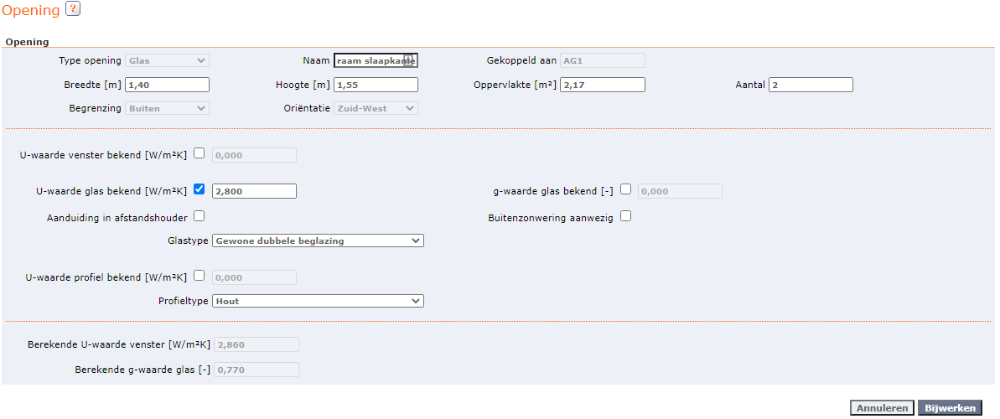 Opening ?
Opening
Type opening Glas Naam raam slaapkame Gekoppeld aan AG1
Breedte [m] 1,40 Hoogte [m] 1,55 Oppervlakte [m²] 2,17 Aantal 2
Begrenzing Buiten Oriëntatie Zuid-West
U-waarde venster bekend [W/m²K] 0,000
U-waarde glas bekend [W/m²K] 2,800 g-waarde glas bekend [-] 0,000
Aanduiding in afstandshouder Buitenzonwering aanwezig
Glastype Gewone dubbele beglazing
U-waarde profiel bekend [W/m²K] 0,000
Profieltype Hout
Berekende U-waarde venster [W/m²K] 2,860
Berekende g-waarde glas [-] 0,770
Annuleren Bijwerken